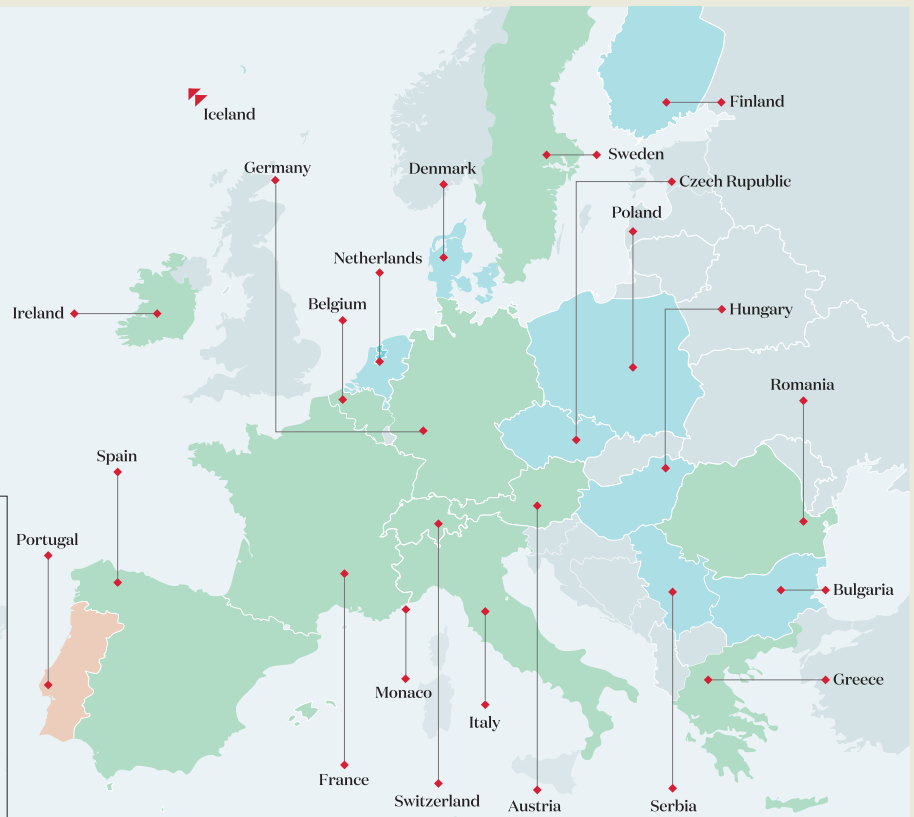 Iceland
Finland
Sweden
Germany
Denmark
Czech Rupublic
Poland
Netherlands
Belgium
Ireland
Hungary
Romania
Spain
Portugal
Bulgaria
Greece
Monaco
Italy
France
Switzerland
Austria
Serbia